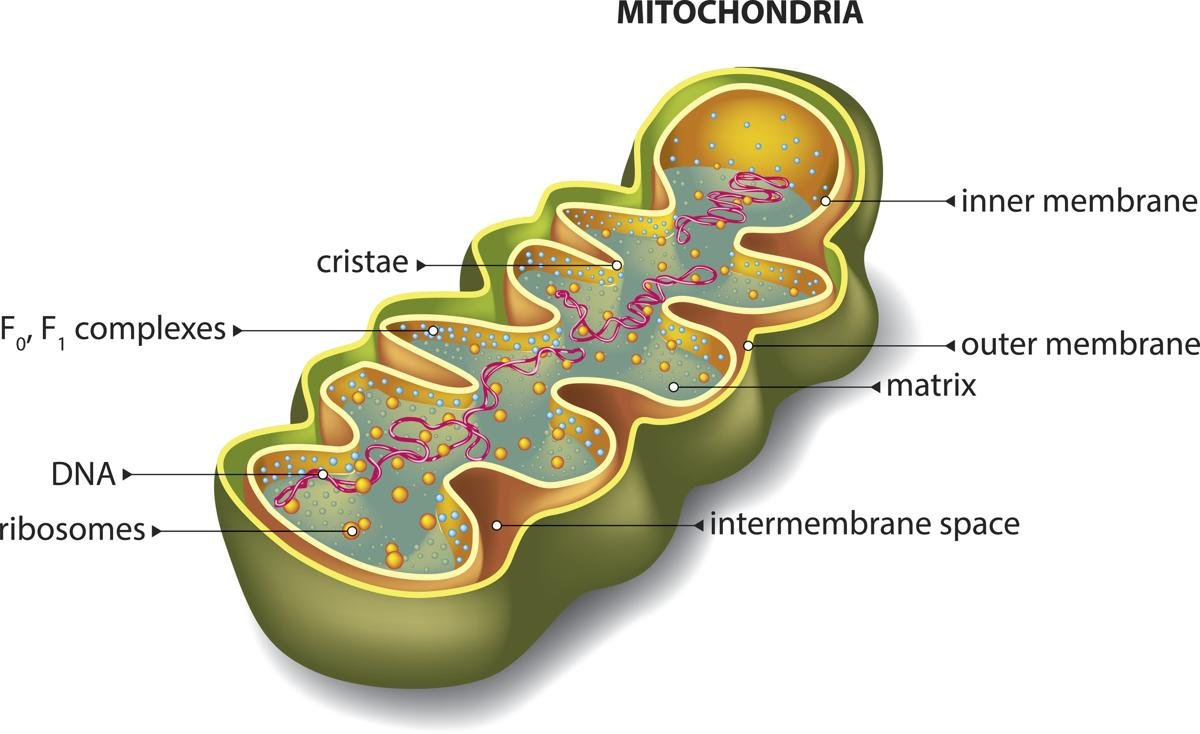 MITOCHONDRIA
inner membrane
cristae
F₀, F₁ complexes
outer membrane
matrix
DNA
ribosomes
intermembrane space